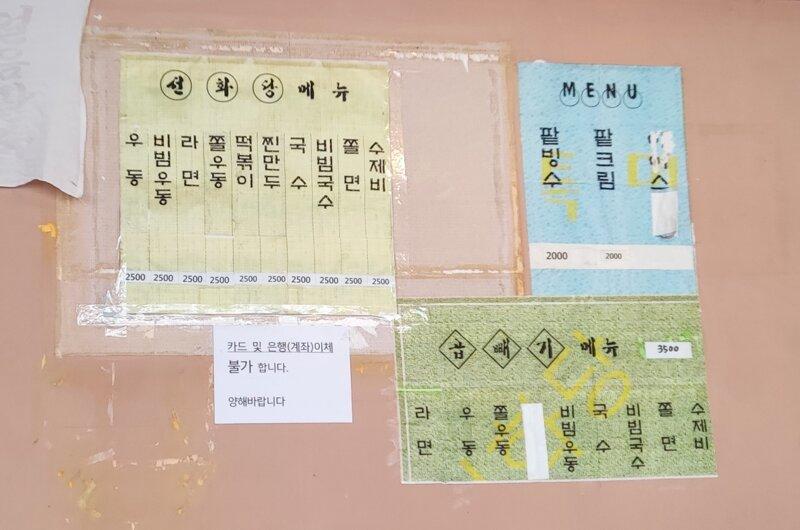 선화당메뉴
우동
비빔우동
라면
쫄우동
떡볶이
찐만두
국수
비빔국수
쫄면
수제비
2500 2500 2500 2500 2500 2500 2500 2500 2500 2500
MENU
팥빙수
팥크림
2000 2000
카드 및 은행(계좌)이체
불가 합니다.
양해바랍니다
곱빼기메뉴 3500
라면
우동
쫄우동
비빔우동
국수
비빔국수
쫄면
수제비